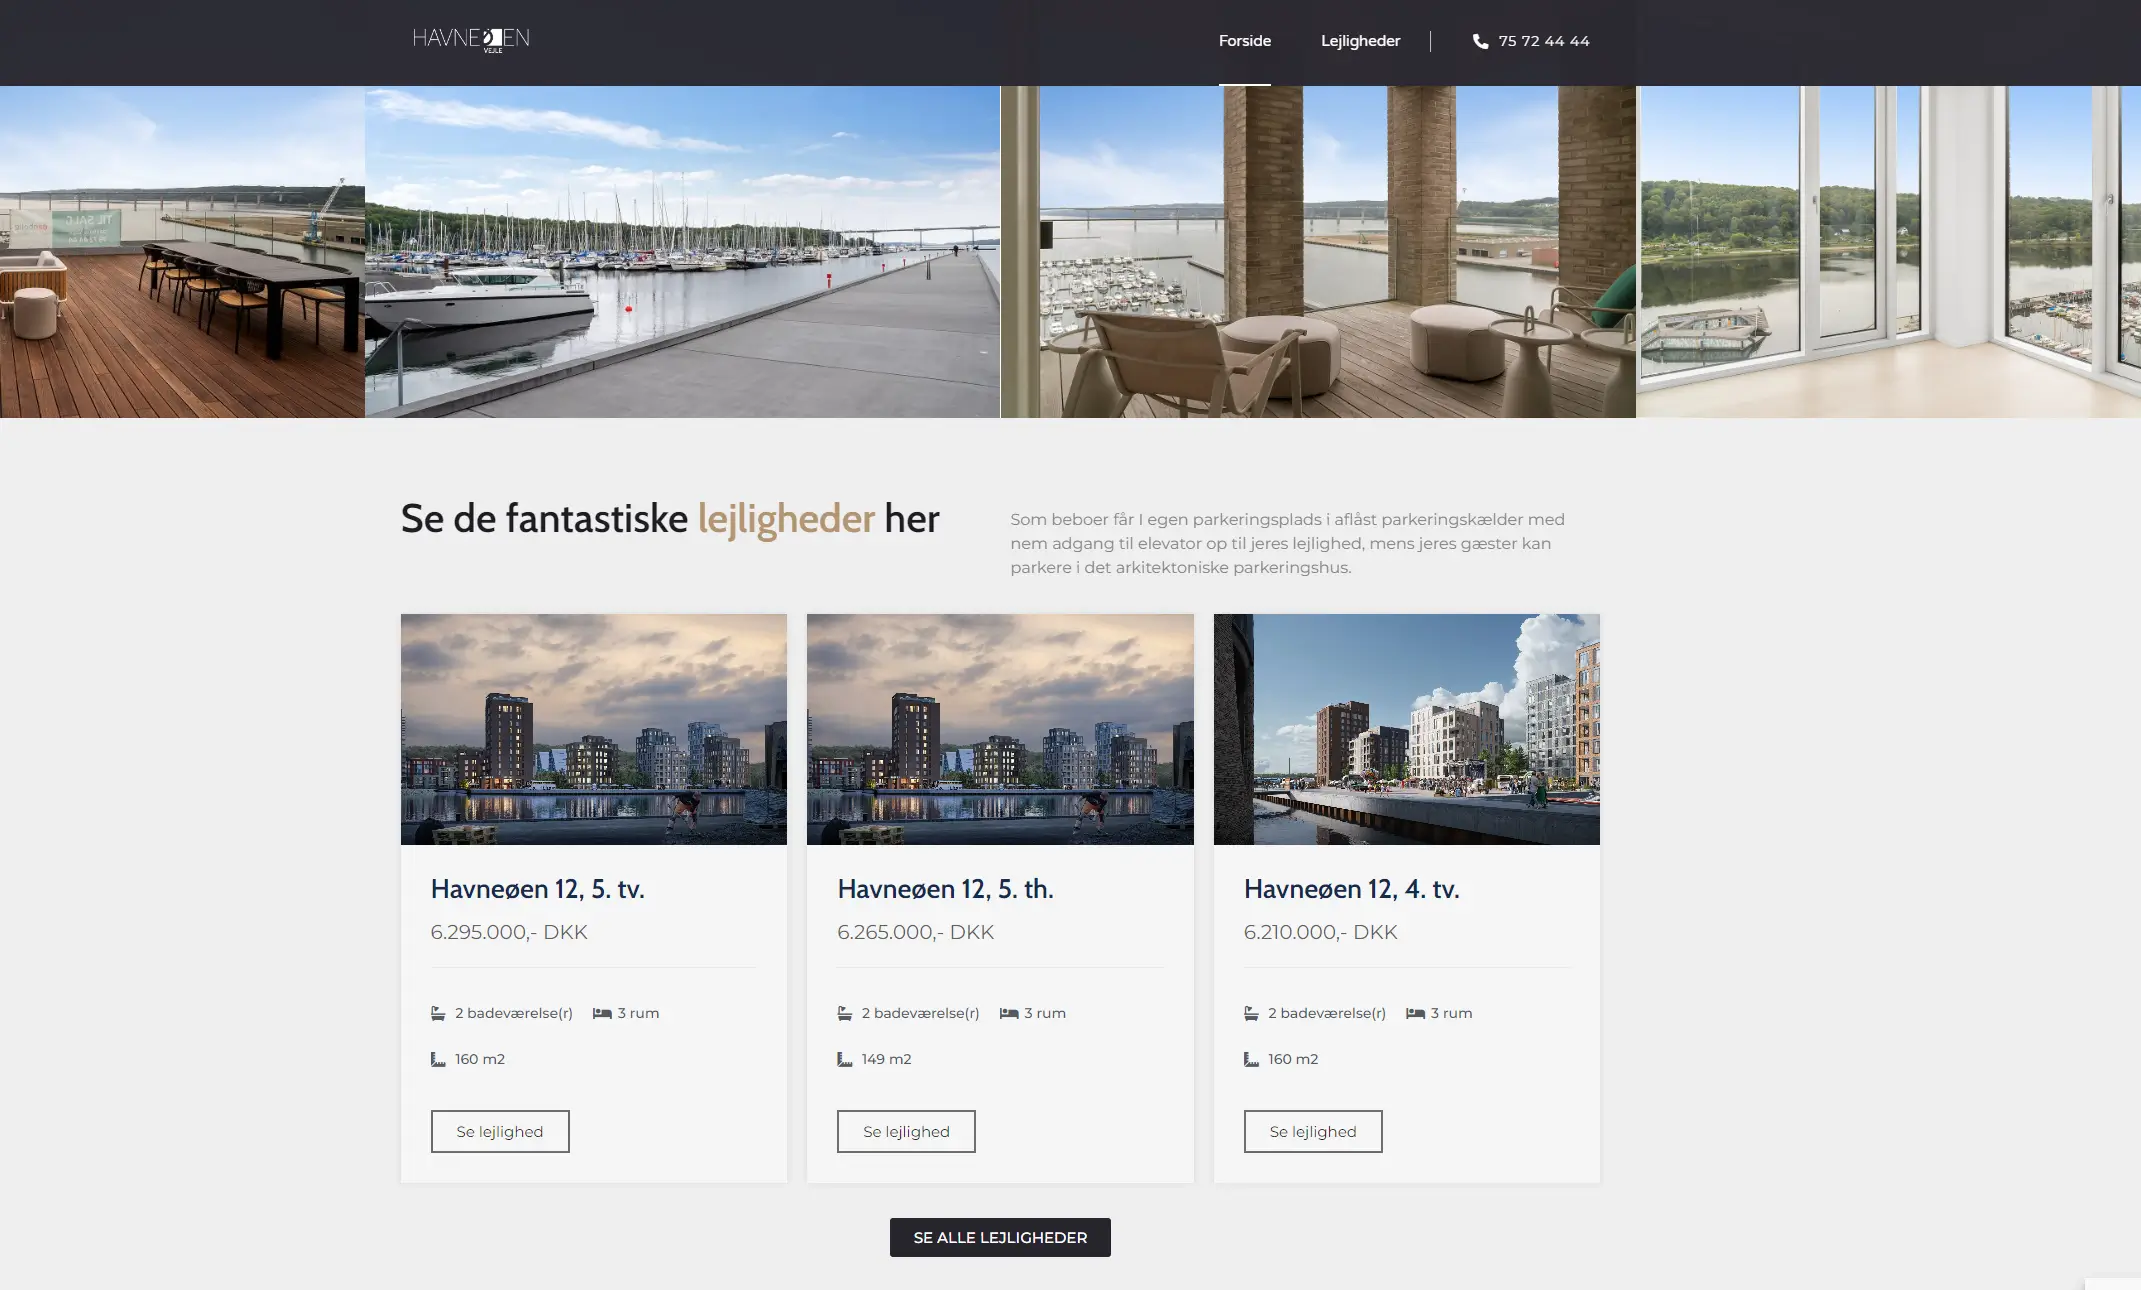 HAVNEØEN
VEJLE
Forside
Lejligheder
75 72 44 44
TIL SALG
Se de fantastiske lejligheder her
Som beboer får I egen parkeringsplads i aflåst parkeringskælder med
nem adgang til elevator op til jeres lejlighed, mens jeres gæster kan
parkere i det arkitektoniske parkeringshus.
Havneøen 12, 5. tv.
6.295.000,- DKK
2 badeværelse(r)
3 rum
160 m2
Se lejlighed
Havneøen 12, 5. th.
6.265.000,- DKK
2 badeværelse(r)
3 rum
149 m2
Se lejlighed
Havneøen 12, 4. tv.
6.210.000,- DKK
2 badeværelse(r)
3 rum
160 m2
Se lejlighed
SE ALLE LEJLIGHEDER